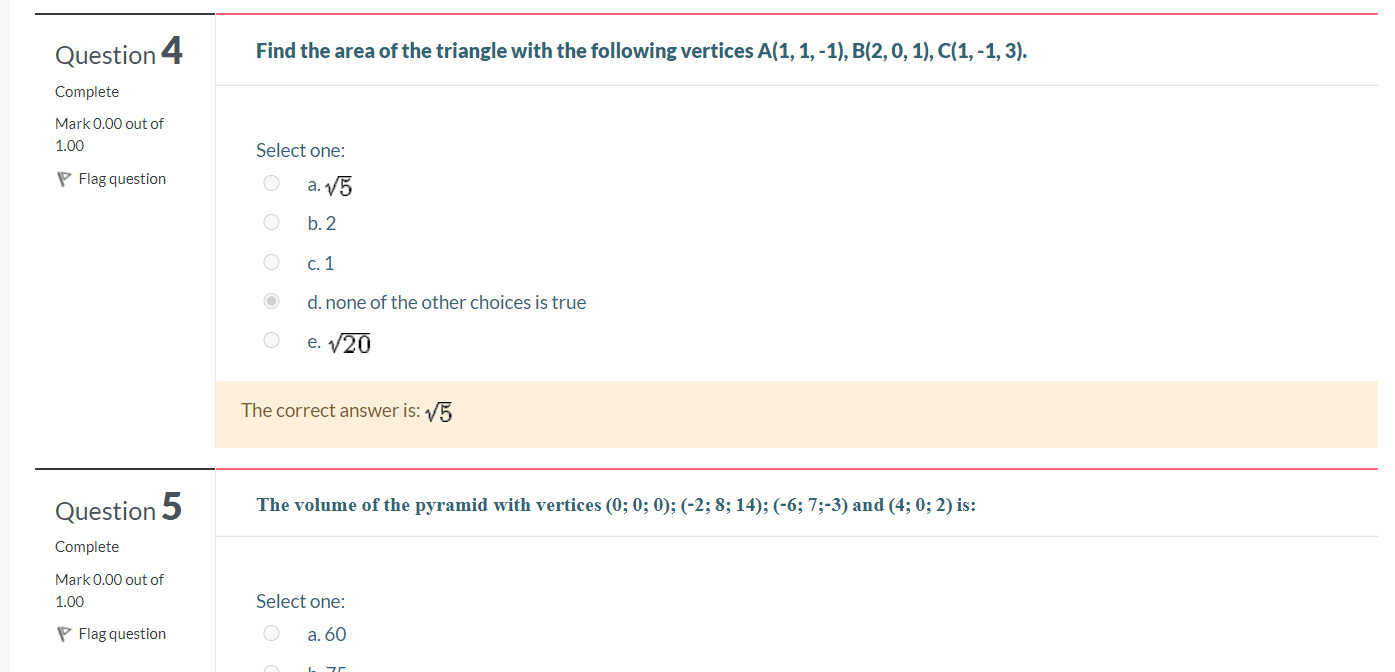 Question 4
Complete
Mark 0.00 out of
1.00
Flag question
Find the area of the triangle with the following vertices A(1, 1, -1), B(2, 0, 1), C(1, -1, 3).
Select one:
a. √5
b. 2
c. 1
d. none of the other choices is true
e. √20
The correct answer is: √5
Question 5
Complete
Mark 0.00 out of
1.00
Flag question
The volume of the pyramid with vertices (0; 0; 0); (-2; 8; 14); (-6; 7;-3) and (4; 0; 2) is:
Select one:
a. 60